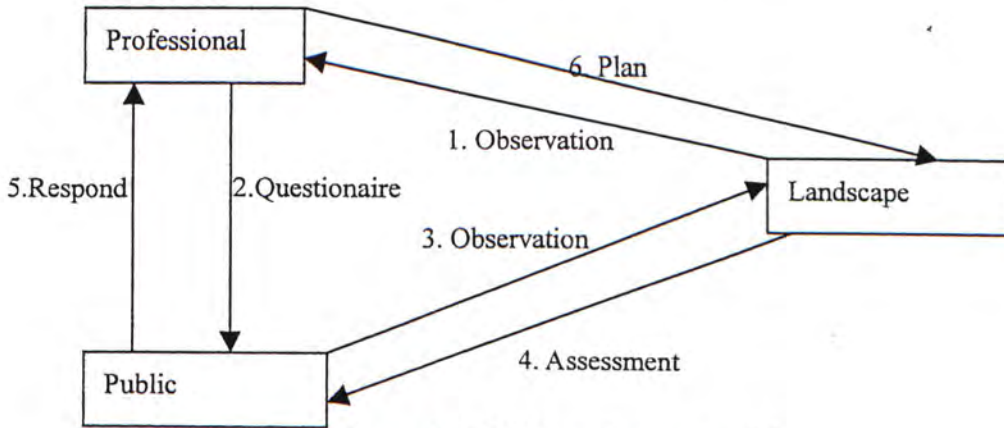 Professional
6. Plan
1. Observation
5.Respond
2.Questionaire
Landscape
3. Observation
4. Assessment
Public